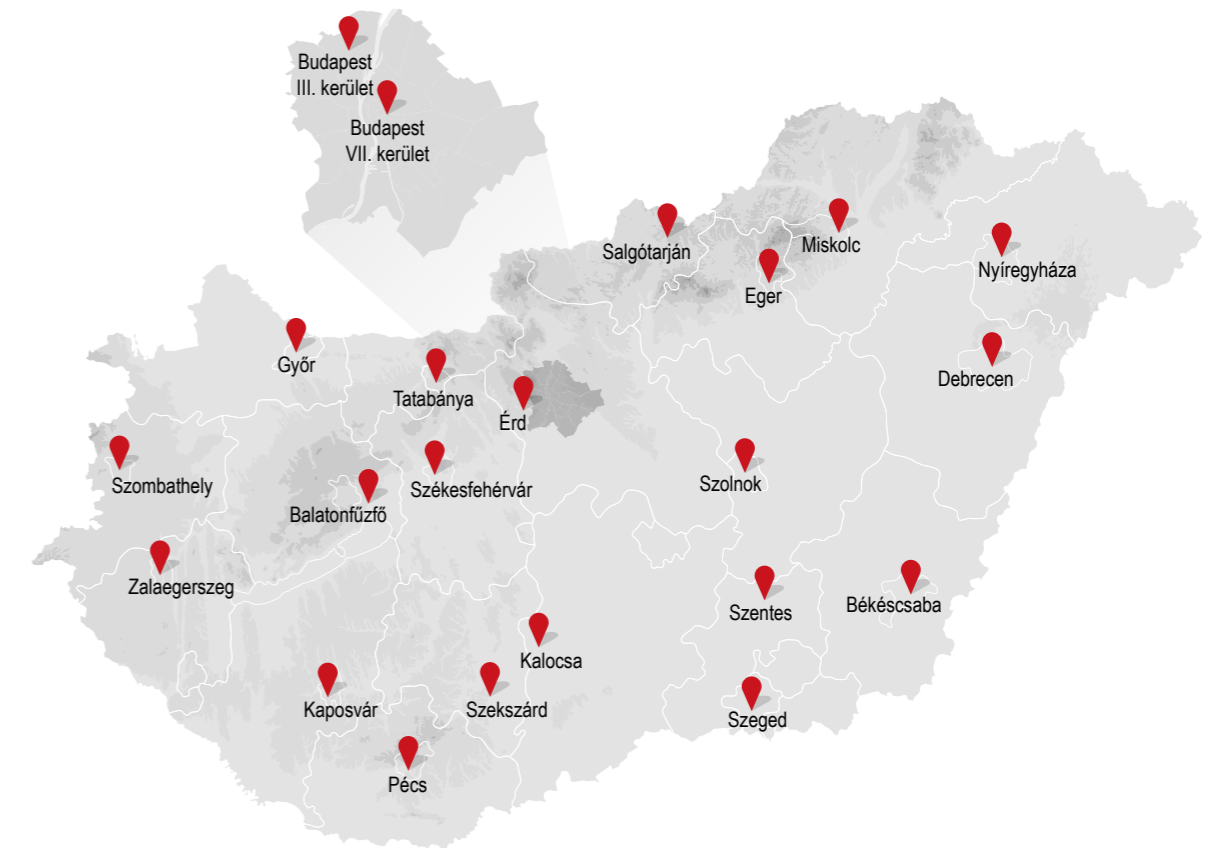 Budapest
III. kerület
Budapest
VII. kerület
Salgótarján
Miskolc
Eger
Nyíregyháza
Győr
Tatabánya
Érd
Debrecen
Szombathely
Székesfehérvár
Szolnok
Balatonfűzfő
Zalaegerszeg
Szentes
Békéscsaba
Kalocsa
Kaposvár
Szekszárd
Szeged
Pécs